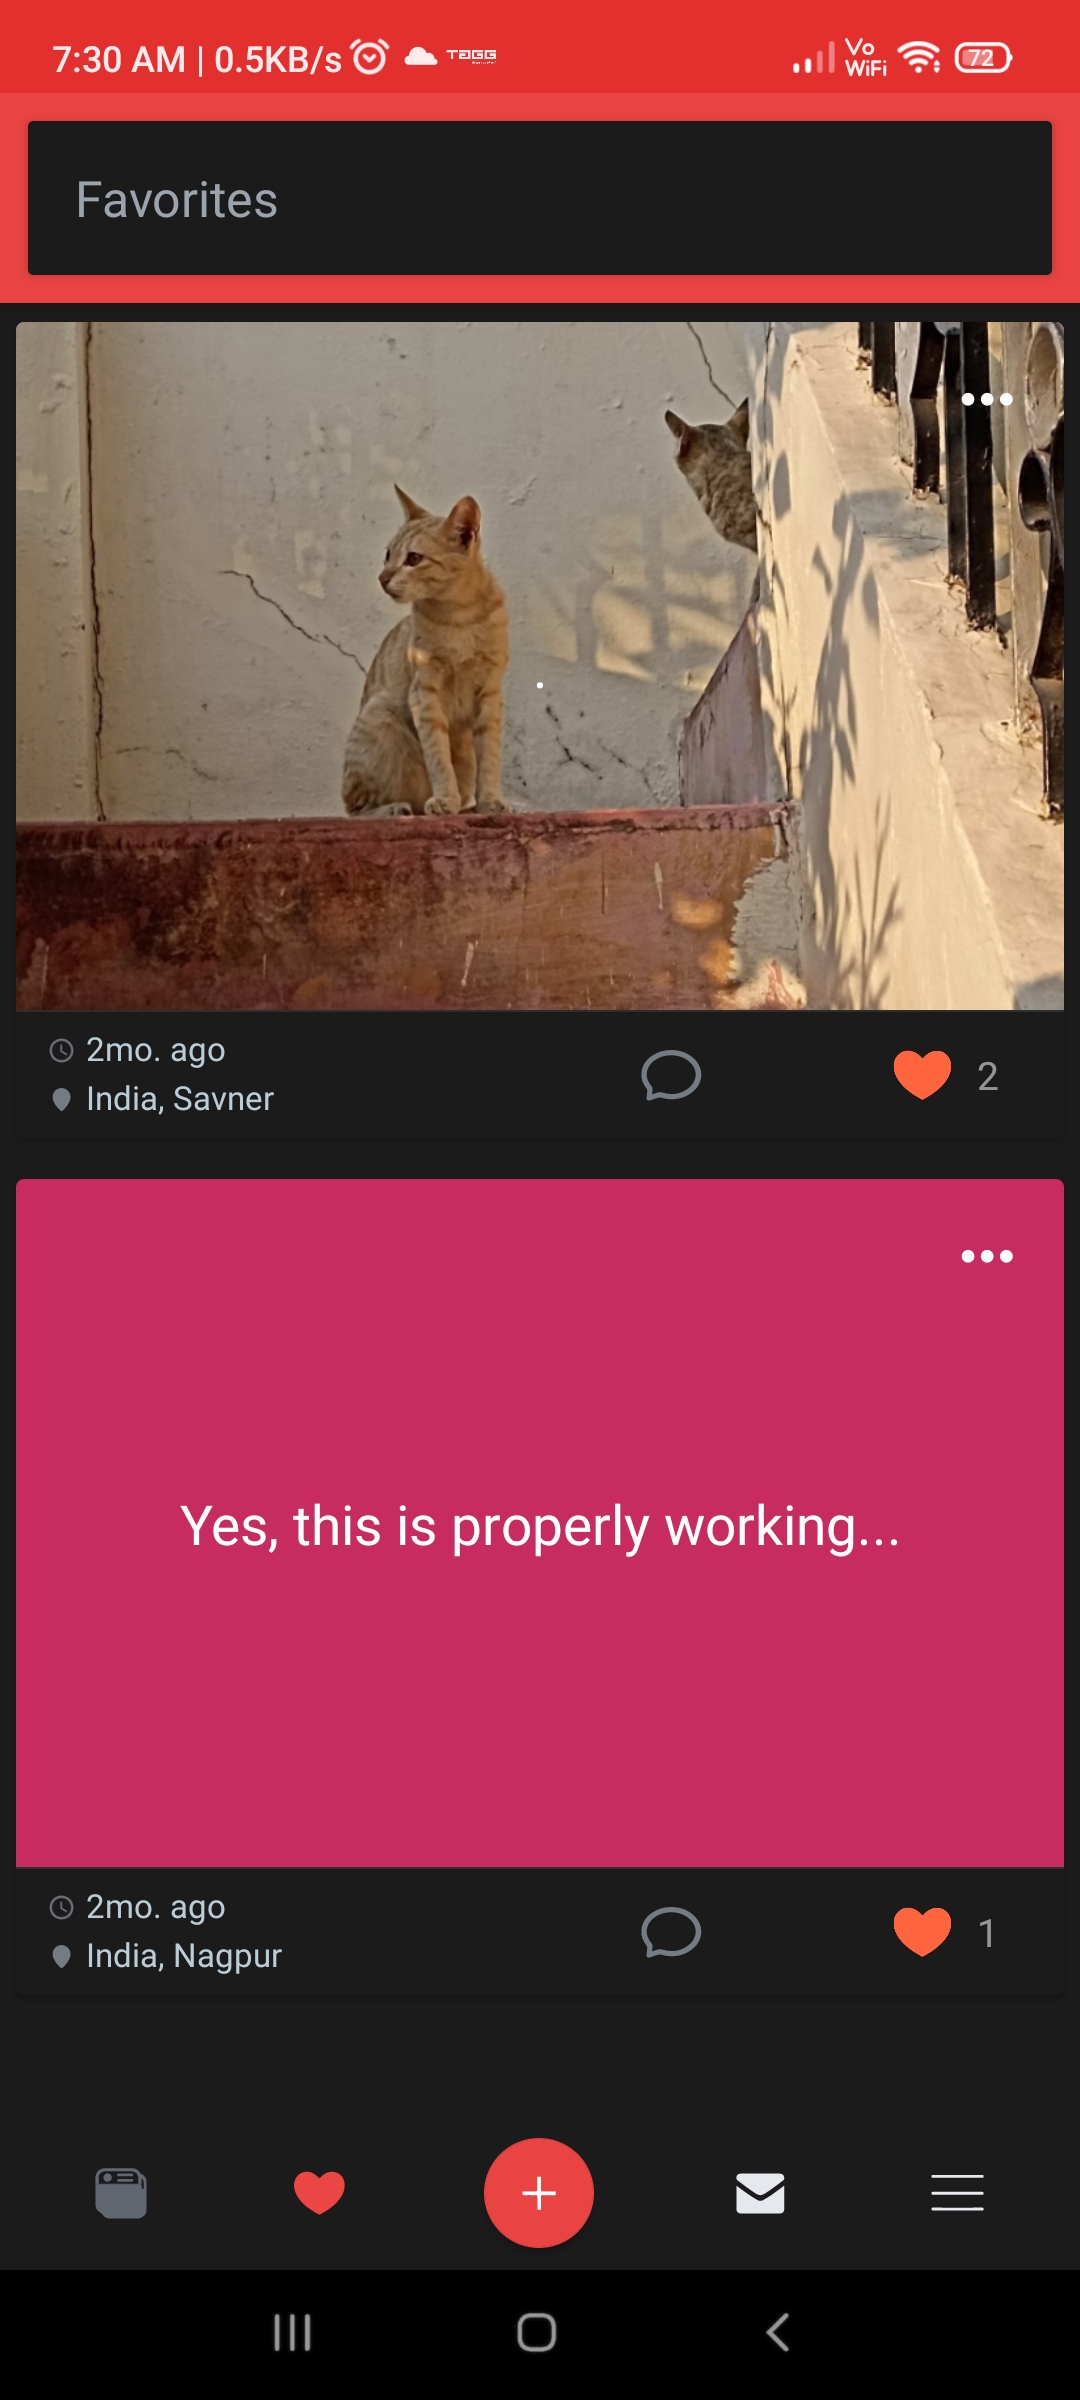 7:30 AM | 0.5KB/s TAGG Vo WiFi 72
Favorites
2mo. ago
India, Savner
2
Yes, this is properly working...
2mo. ago
India, Nagpur
1